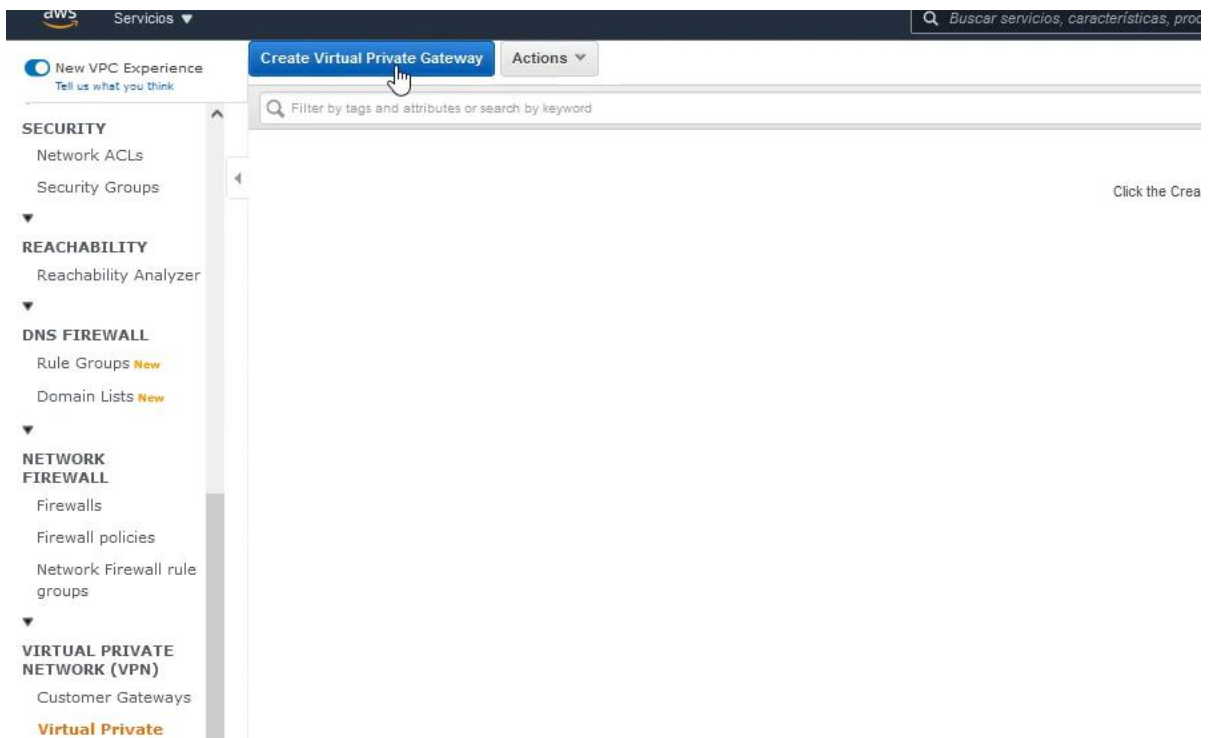 aws Servicios ▼
Buscar servicios, características, prod
New VPC Experience
Tell us what you think
Create Virtual Private Gateway
Actions
Filter by tags and attributes or search by keyword
SECURITY
Network ACLs
Security Groups
Click the Crea
REACHABILITY
Reachability Analyzer
DNS FIREWALL
Rule Groups New
Domain Lists New
NETWORK
FIREWALL
Firewalls
Firewall policies
Network Firewall rule
groups
VIRTUAL PRIVATE
NETWORK (VPN)
Customer Gateways
Virtual Private